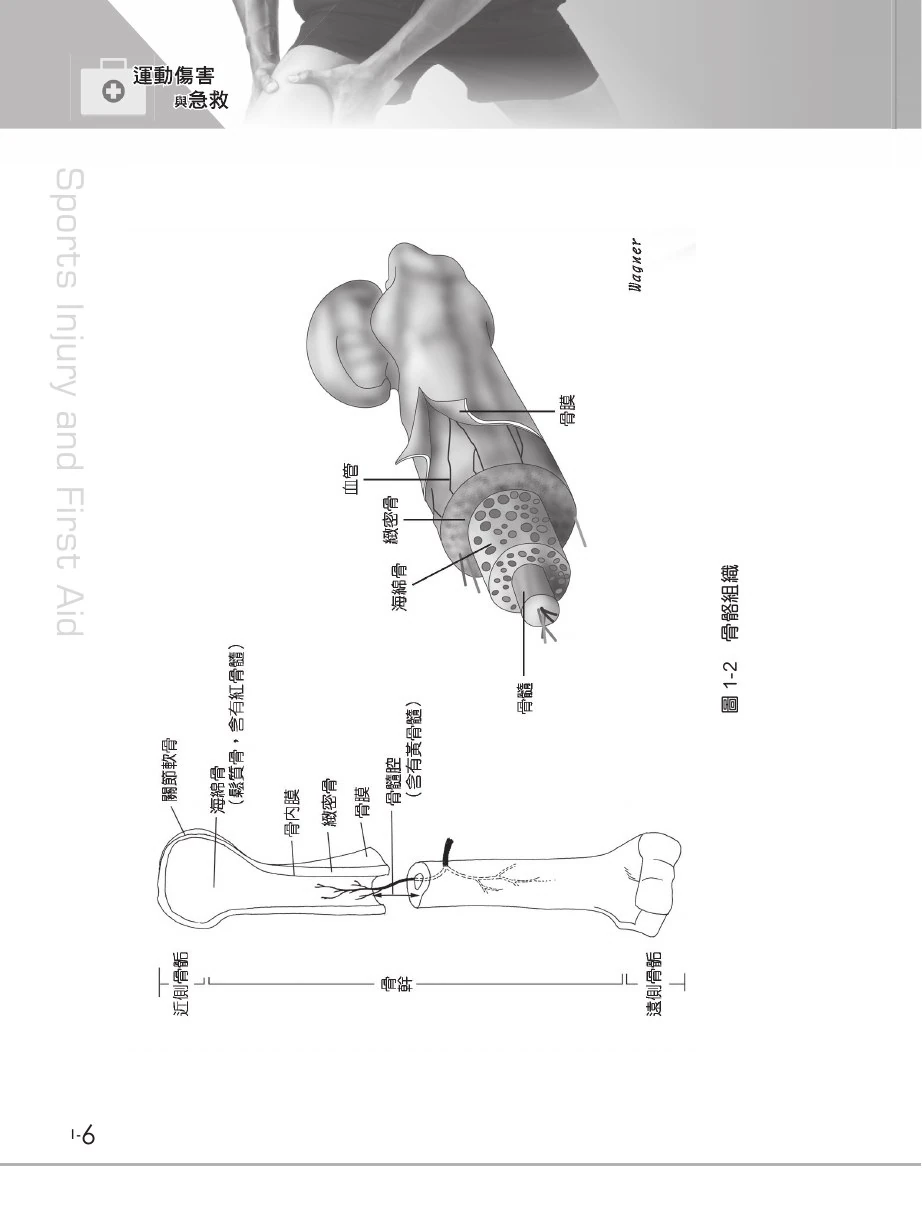 運動傷害
與急救
Sports Injury and First Aid
關節軟骨
海綿骨
（鬆質骨，含有紅骨髓）
骨內膜
緻密骨
骨膜
骨髓腔
（含有黃骨髓）
近側骨骺
骨幹
遠側骨骺
血管
緻密骨
海綿骨
骨髓
骨膜
Wagner
圖 1-2 骨骼組織
1-6